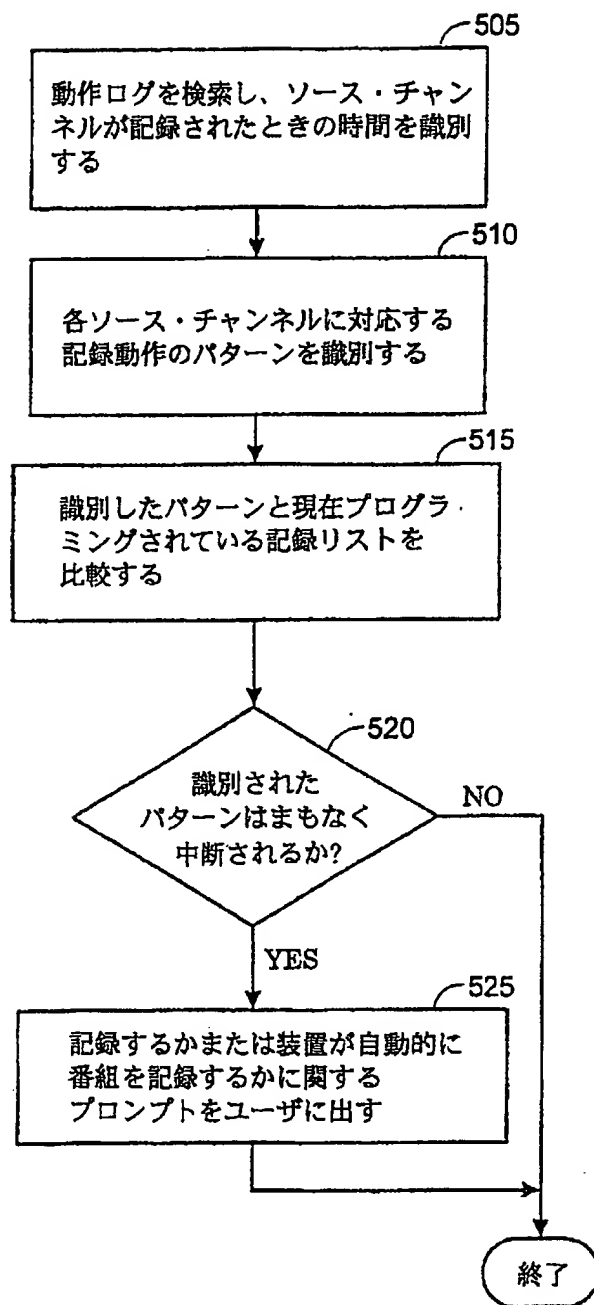 505
動作ログを検索し、ソース・チャン
ネルが記録されたときの時間を識別
する
510
各ソース・チャンネルに対応する
記録動作のパターンを識別する
515
識別したパターンと現在プログラ
ミングされている記録リストを
比較する
520
識別された
パターンはまもなく
中断されるか?
NO
YES
525
記録するかまたは装置が自動的に
番組を記録するかに関する
プロンプトをユーザに出す
終了